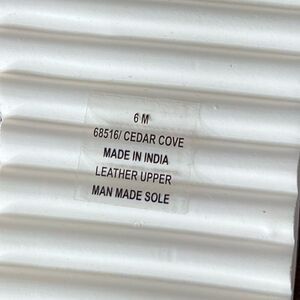 6 M
68516/ CEDAR COVE
MADE IN INDIA
LEATHER UPPER
MAN MADE SOLE